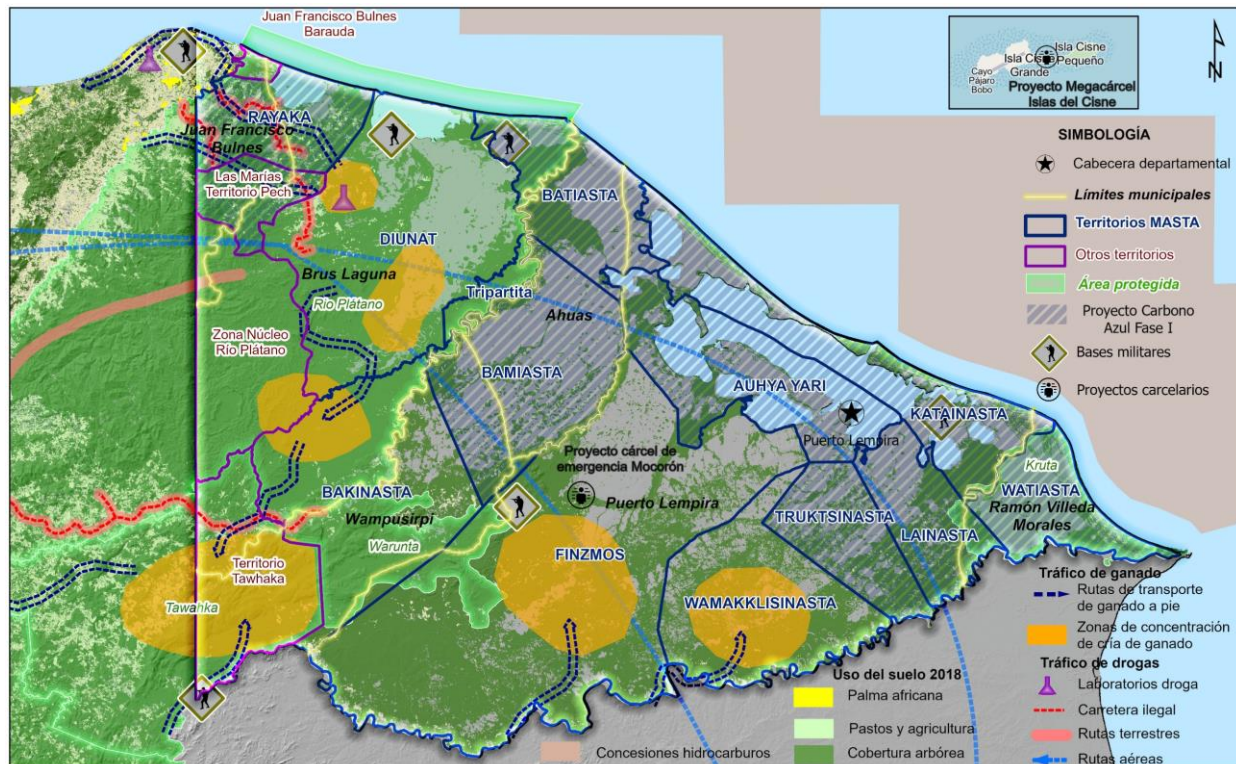 Juan Francisco Bulnes
Barauda
Isla Cisne
Pequeño
Isla Cisne
Grande
Cayo
Pájaro
Bobo
Proyecto Megacárcel
Islas del Cisne
N
SIMBOLOGÍA
Cabecera departamental
Límites municipales
Territorios MASTA
Otros territorios
Área protegida
Proyecto Carbono
Azul Fase I
Bases militares
Proyectos carcelarios
RAYAKA
Juan Francisco
Bulnes
Las Marías
Territorio Pech
DIUNAT
BATIASTA
Brus Laguna
Río Plátano
Tripartita
Ahuas
Zona Núcleo
Río Plátano
BAMIASTA
AUHYA YARI
KATAINASTA
Puerto Lempira
Proyecto cárcel de
emergencia Mocorón
Puerto Lempira
Kruta
WATIASTA
Ramón Villeda
Morales
BAKINASTA
Wampusirpi
TRUKTSINASTA
LAINASTA
Warunta
FINZMOS
Territorio
Tawhaka
Tawahka
WAMAKKLISINASTA
Uso del suelo 2018
Palma africana
Pastos y agricultura
Cobertura arbórea
Concesiones hidrocarburos
Tráfico de ganado
Rutas de transporte
de ganado a pie
Zonas de concentración
de cría de ganado
Tráfico de drogas
Laboratorios droga
Carretera ilegal
Rutas terrestres
Rutas aéreas